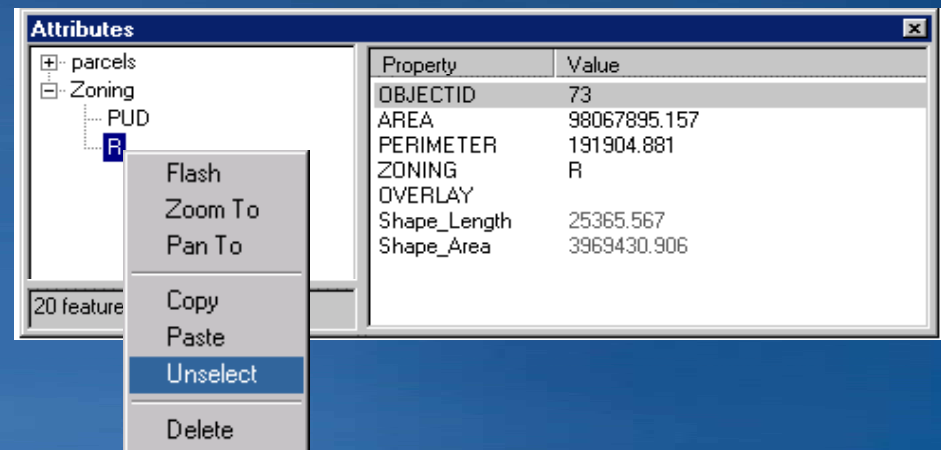 Attributes
parcels
Zoning
PUD
R
20 feature
Flash
Zoom To
Pan To
Copy
Paste
Unselect
Delete
Property Value
OBJECTID 73
AREA 98067895.157
PERIMETER 191904.881
ZONING R
OVERLAY
Shape_Length 25365.567
Shape_Area 3969430.906